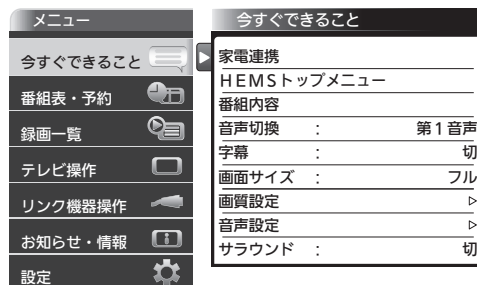 メニュー
今すぐできること
番組表・予約
録画一覧
テレビ操作
リンク機器操作
お知らせ・情報
設定
今すぐできること
家電連携
HEMSトップメニュー
番組内容
音声切換 : 第1音声
字幕 : 切
画面サイズ : フル
画質設定 ▷
音声設定 ▷
サラウンド : 切